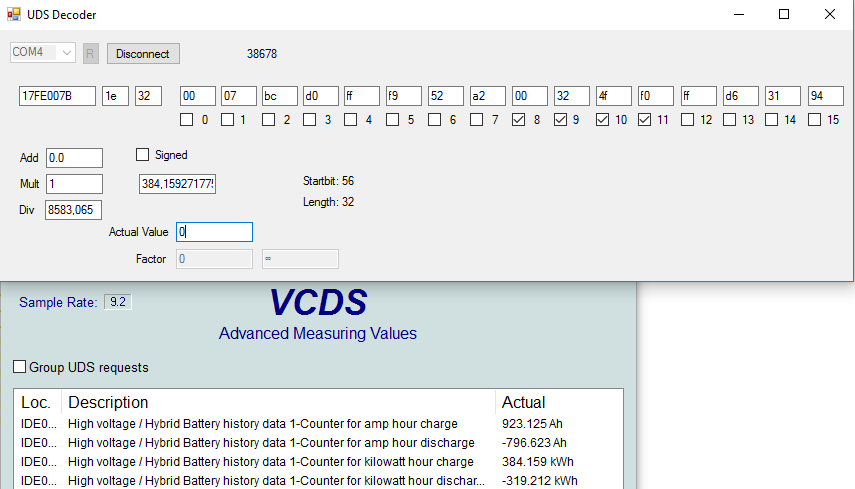 UDS Decoder
COM4 R Disconnect 38678
17FE007B 1e 32 00 07 bc d0 ff f9 52 a2 00 32 4f f0 ff d6 31 94
0 1 2 3 4 5 6 7 8 9 10 11 12 13 14 15
Add 0.0 Signed
Mult 1 384,159271775 Startbit: 56
Div 8583,065 Length: 32
Actual Value 0
Factor 0 ∞
Sample Rate: 9.2 VCDS
Advanced Measuring Values
Group UDS requests
Loc. Description Actual
IDE0... High voltage / Hybrid Battery history data 1-Counter for amp hour charge 923.125 Ah
IDE0... High voltage / Hybrid Battery history data 1-Counter for amp hour discharge -796.623 Ah
IDE0... High voltage / Hybrid Battery history data 1-Counter for kilowatt hour charge 384.159 kWh
IDE0... High voltage / Hybrid Battery history data 1-Counter for kilowatt hour dischar... -319.212 kWh